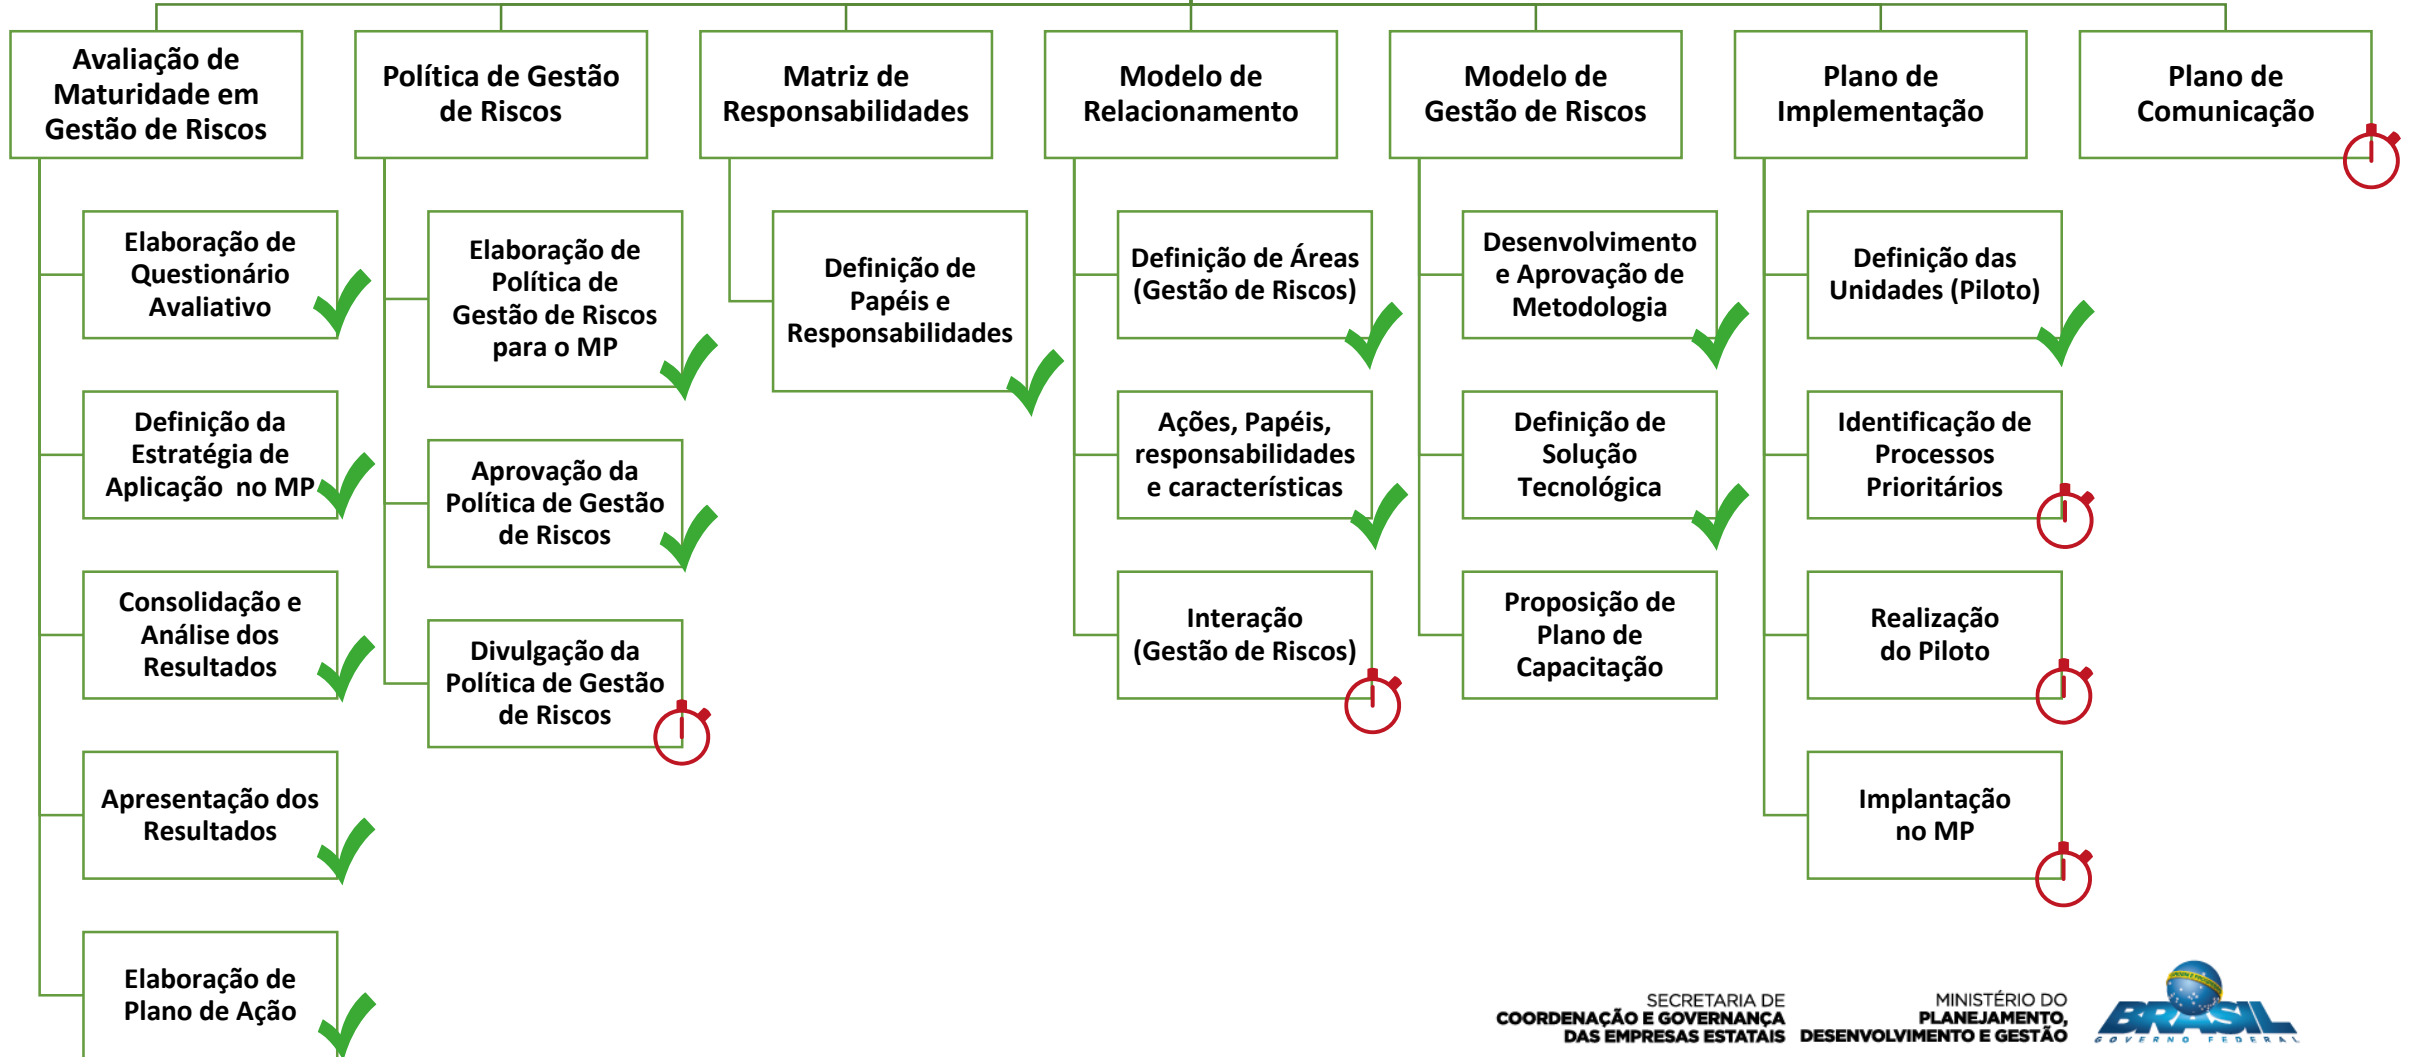 Avaliação de
Maturidade em
Gestão de Riscos
Política de Gestão
de Riscos
Matriz de
Responsabilidades
Modelo de
Relacionamento
Modelo de
Gestão de Riscos
Plano de
Implementação
Plano de
Comunicação
Elaboração de
Questionário
Avaliativo
Definição da
Estratégia de
Aplicação no MP
Consolidação e
Análise dos
Resultados
Apresentação dos
Resultados
Elaboração de
Plano de Ação
Elaboração de
Política de
Gestão de Riscos
para o MP
Aprovação da
Política de Gestão
de Riscos
Divulgação da
Política de Gestão
de Riscos
Definição de
Papéis e
Responsabilidades
Definição de Áreas
(Gestão de Riscos)
Ações, Papéis,
responsabilidades
e características
Interação
(Gestão de Riscos)
Desenvolvimento
e Aprovação de
Metodologia
Definição de
Solução
Tecnológica
Proposição de
Plano de
Capacitação
Definição das
Unidades (Piloto)
Identificação de
Processos
Prioritários
Realização
do Piloto
Implantação
no MP
SECRETARIA DE
COORDENAÇÃO E GOVERNANÇA
DAS EMPRESAS ESTATAIS
MINISTÉRIO DO
PLANEJAMENTO,
DESENVOLVIMENTO E GESTÃO
BRASIL
GOVERNO FEDERAL